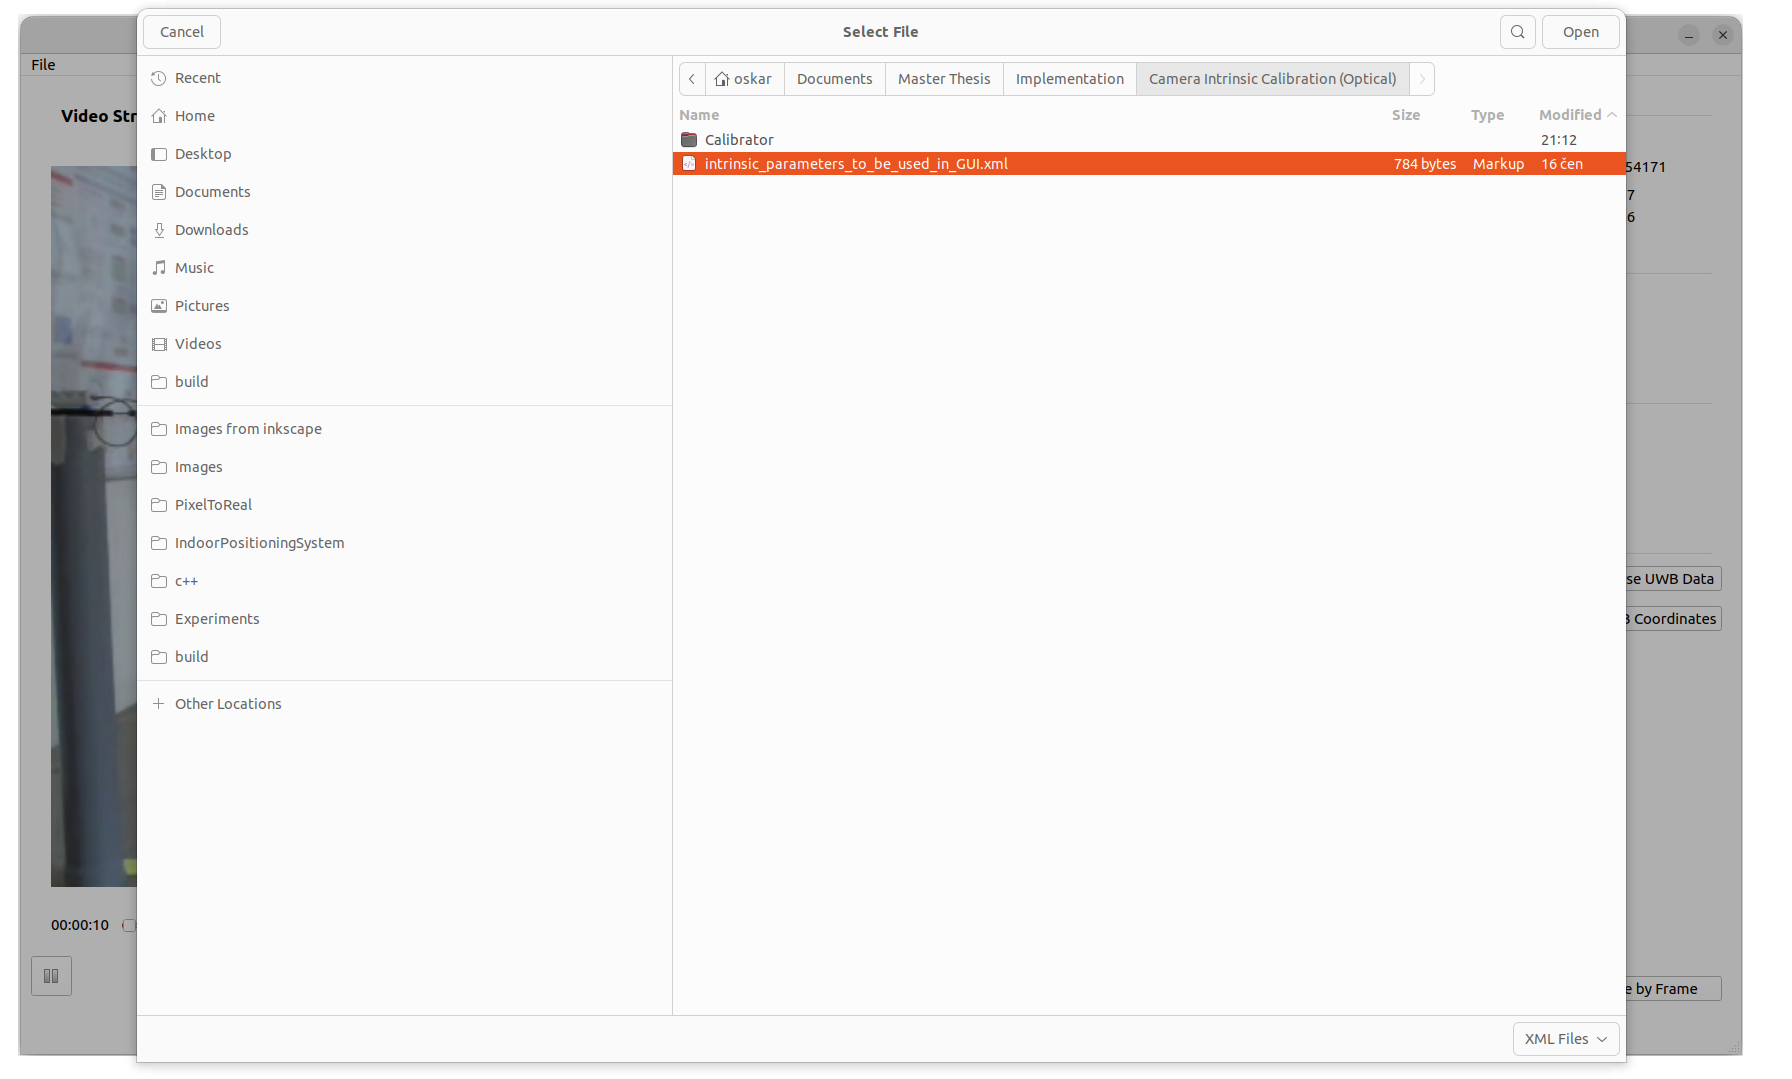 Cancel
Select File
Open
File
Recent
Home
Desktop
Documents
Downloads
Music
Pictures
Videos
build
Images from inkscape
Images
PixelToReal
IndoorPositioningSystem
c++
Experiments
build
Other Locations
oskar Documents Master Thesis Implementation Camera Intrinsic Calibration (Optical)
Name Size Type Modified
Calibrator 21:12
intrinsic_parameters_to_be_used_in_GUI.xml 784 bytes Markup 16 čen
XML Files
Video Str
00:00:10
54171
7
6
se UWB Data
B Coordinates
e by Frame